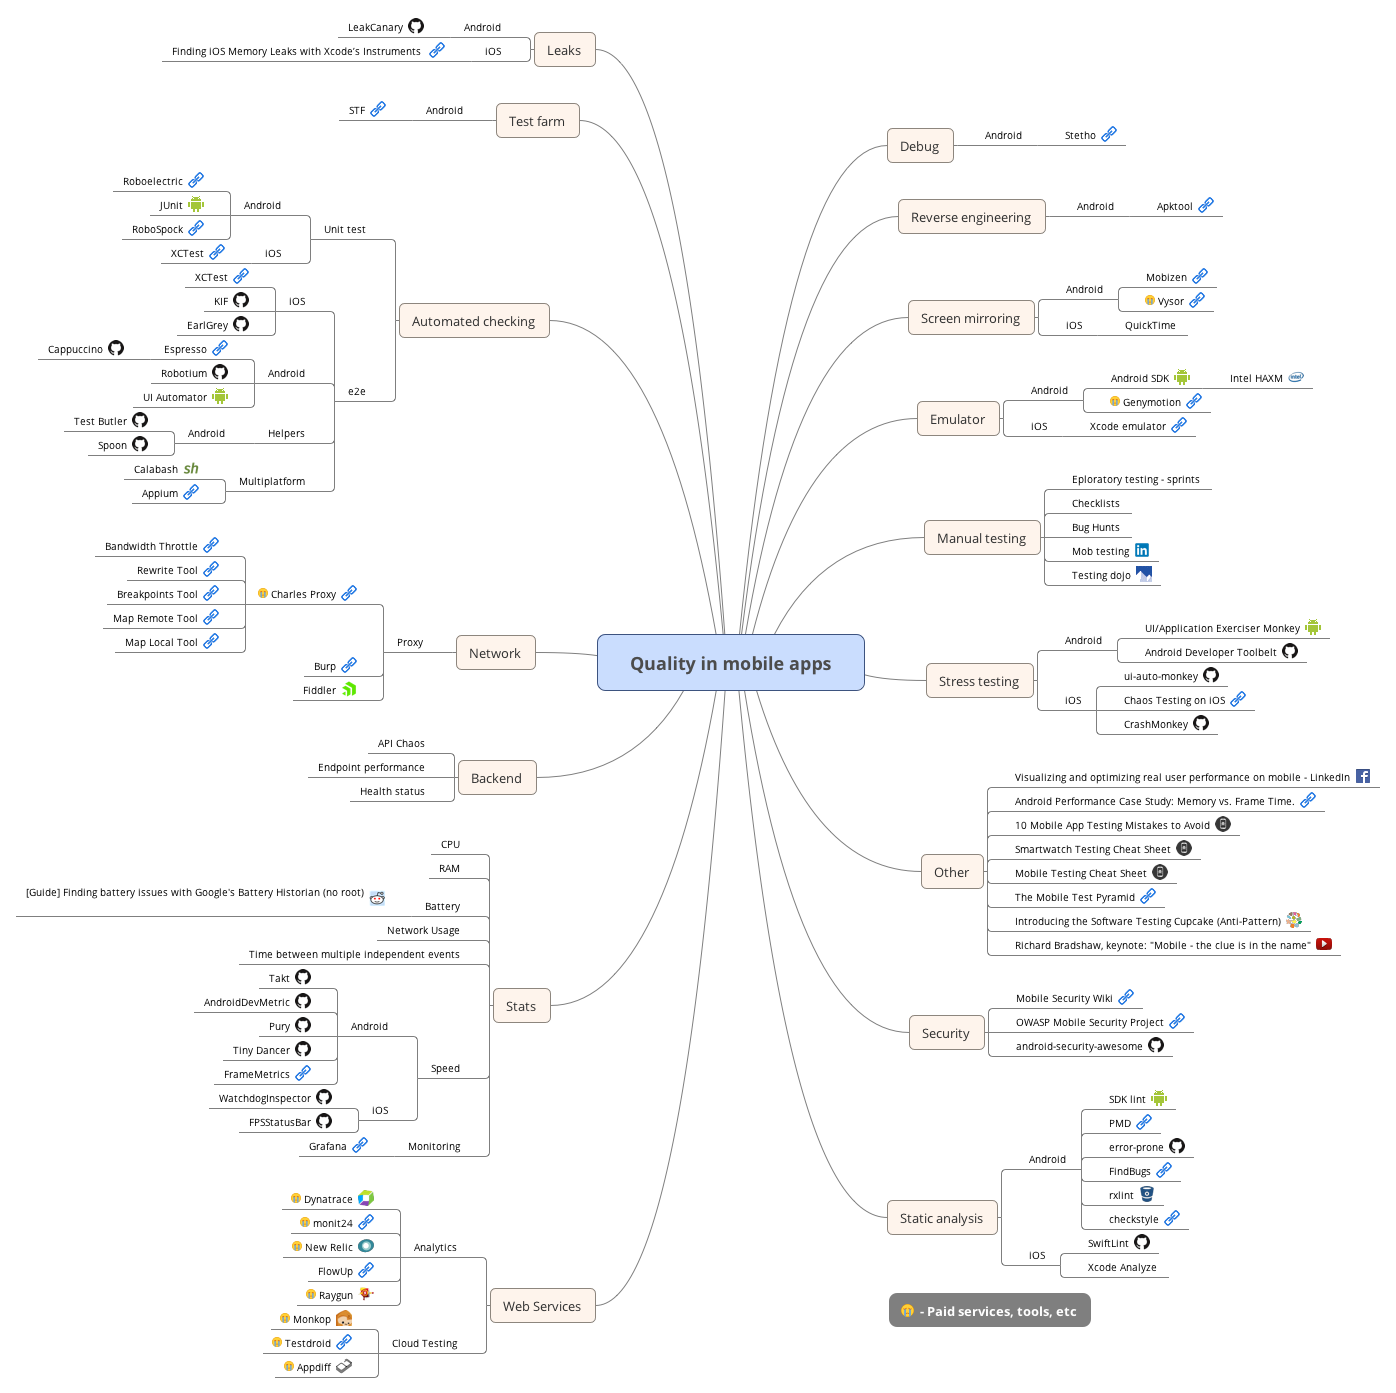 Quality in mobile apps
Leaks
Android
LeakCanary
iOS
Finding iOS Memory Leaks with Xcode's Instruments
Test farm
Android
STF
Automated checking
Unit test
Android
Roboelectric
JUnit
RoboSpock
iOS
XCTest
e2e
iOS
XCTest
KIF
EarlGrey
Android
Espresso
Cappuccino
Robotium
UI Automator
Helpers
Android
Test Butler
Spoon
Multiplatform
Calabash
sh
Appium
Network
Proxy
Charles Proxy
Bandwidth Throttle
Rewrite Tool
Breakpoints Tool
Map Remote Tool
Map Local Tool
Burp
Fiddler
Backend
API Chaos
Endpoint performance
Health status
Stats
CPU
RAM
Battery
[Guide] Finding battery issues with Google's Battery Historian (no root)
Network Usage
Time between multiple independent events
Speed
Android
Takt
AndroidDevMetric
Pury
Tiny Dancer
FrameMetrics
iOS
WatchdogInspector
FPSStatusBar
Monitoring
Grafana
Web Services
Analytics
Dynatrace
monit24
New Relic
FlowUp
Raygun
Cloud Testing
Monkop
Testdroid
Appdiff
Debug
Android
Stetho
Reverse engineering
Android
Apktool
Screen mirroring
Android
Mobizen
Vysor
iOS
QuickTime
Emulator
Android
Android SDK
Intel HAXM
intel
Genymotion
iOS
Xcode emulator
Manual testing
Eploratory testing - sprints
Checklists
Bug Hunts
Mob testing
in
Testing dojo
Stress testing
Android
UI/Application Exerciser Monkey
Android Developer Toolbelt
iOS
ui-auto-monkey
Chaos Testing on iOS
CrashMonkey
Other
Visualizing and optimizing real user performance on mobile - LinkedIn
f
Android Performance Case Study: Memory vs. Frame Time.
10 Mobile App Testing Mistakes to Avoid
Smartwatch Testing Cheat Sheet
Mobile Testing Cheat Sheet
The Mobile Test Pyramid
Introducing the Software Testing Cupcake (Anti-Pattern)
Richard Bradshaw, keynote: "Mobile - the clue is in the name"
Security
Mobile Security Wiki
OWASP Mobile Security Project
android-security-awesome
Static analysis
Android
SDK lint
PMD
error-prone
FindBugs
rxlint
checkstyle
iOS
SwiftLint
Xcode Analyze
- Paid services, tools, etc